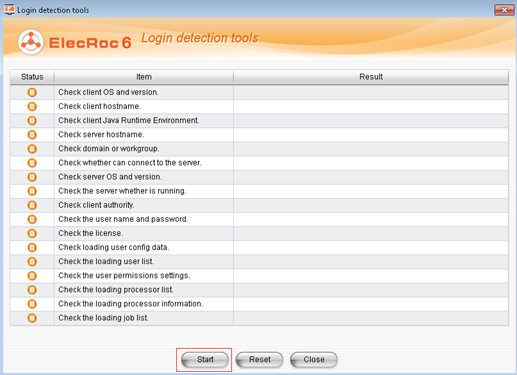 Login detection tools
ElecRoc 6 Login detection tools
Status Item Result
Check client OS and version.
Check client hostname.
Check client Java Runtime Environment.
Check server hostname.
Check domain or workgroup.
Check whether can connect to the server.
Check server OS and version.
Check the server whether is running.
Check client authority.
Check the user name and password.
Check the license.
Check loading user config data.
Check the loading user list.
Check the user permissions settings.
Check the loading processor list.
Check the loading processor information.
Check the loading job list.
Start Reset Close